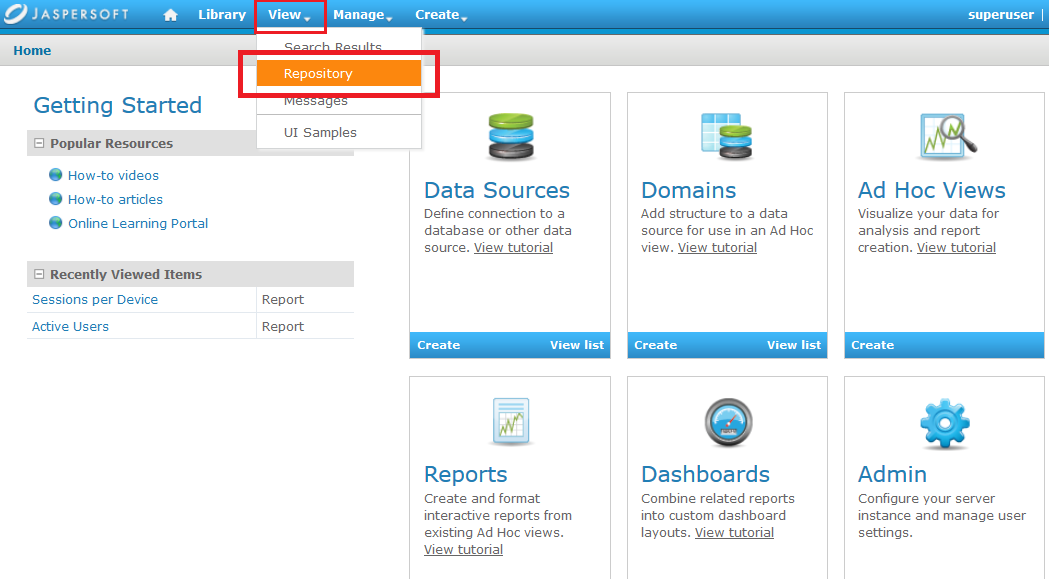 JASPERSOFT Library View Manage Create superuser
Search Results
Home
Repository
Messages
UI Samples
Getting Started
Popular Resources
How-to videos
How-to articles
Online Learning Portal
Recently Viewed Items
Sessions per Device Report
Active Users Report
Data Sources
Define connection to a
database or other data
source. View tutorial
Create View list
Domains
Add structure to a data
source for use in an Ad Hoc
view. View tutorial
Create View list
Ad Hoc Views
Visualize your data for
analysis and report
creation. View tutorial
Create
Reports
Create and format
interactive reports from
existing Ad Hoc views.
View tutorial
Dashboards
Combine related reports
into custom dashboard
layouts. View tutorial
Admin
Configure your server
instance and manage user
settings.